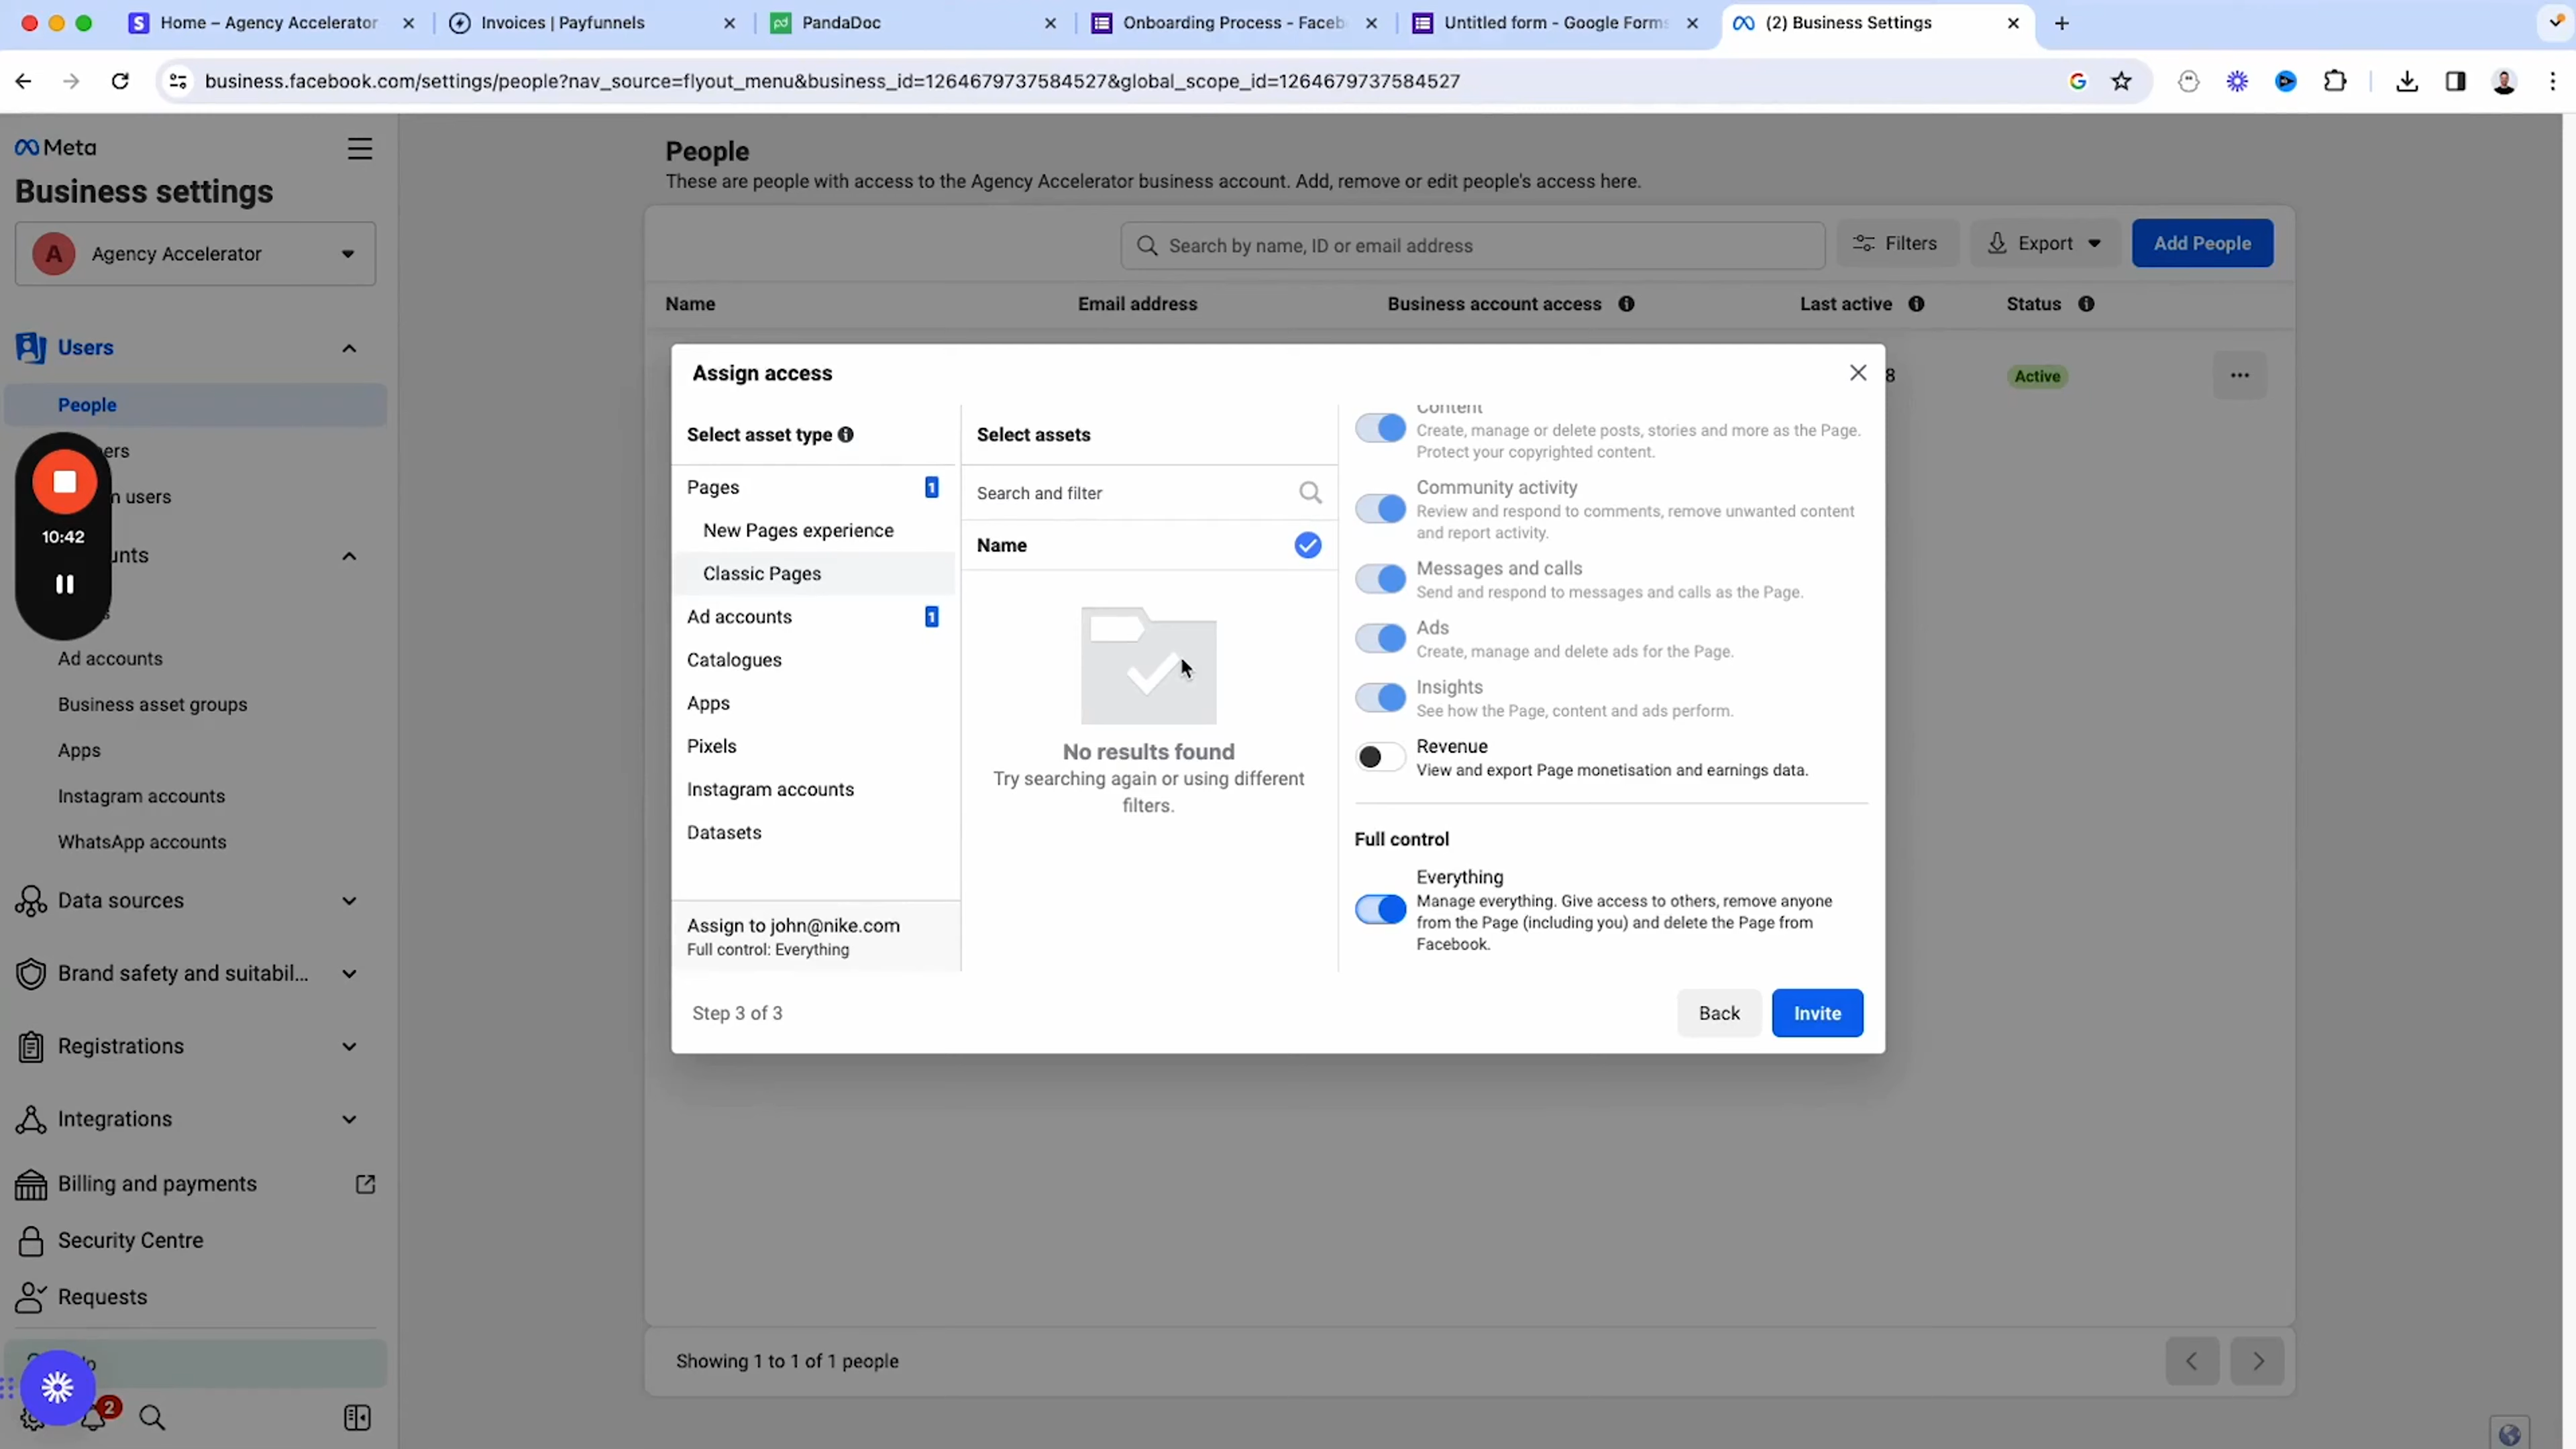 Home – Agency Accelerator
Invoices | Payfunnels
PandaDoc
Onboarding Process - Faceb
Untitled form - Google Forms
(2) Business Settings
business.facebook.com/settings/people?nav_source=flyout_menu&business_id=1264679737584527&global_scope_id=1264679737584527
Meta
Business settings
A
Agency Accelerator
Users
People
ers
n users
unts
10:42
Ad accounts
Business asset groups
Apps
Instagram accounts
WhatsApp accounts
Data sources
Brand safety and suitabil...
Registrations
Integrations
Billing and payments
Security Centre
Requests
2
People
These are people with access to the Agency Accelerator business account. Add, remove or edit people's access here.
Search by name, ID or email address
Filters
Export
Add People
Name
Email address
Business account access
Last active
Status
8
Active
Assign access
Select asset type
Pages
1
New Pages experience
Classic Pages
Ad accounts
1
Catalogues
Apps
Pixels
Instagram accounts
Datasets
Assign to john@nike.com
Full control: Everything
Select assets
Search and filter
Name
No results found
Try searching again or using different
filters.
Content
Create, manage or delete posts, stories and more as the Page.
Protect your copyrighted content.
Community activity
Review and respond to comments, remove unwanted content
and report activity.
Messages and calls
Send and respond to messages and calls as the Page.
Ads
Create, manage and delete ads for the Page.
Insights
See how the Page, content and ads perform.
Revenue
View and export Page monetisation and earnings data.
Full control
Everything
Manage everything. Give access to others, remove anyone
from the Page (including you) and delete the Page from
Facebook.
Step 3 of 3
Back
Invite
Showing 1 to 1 of 1 people